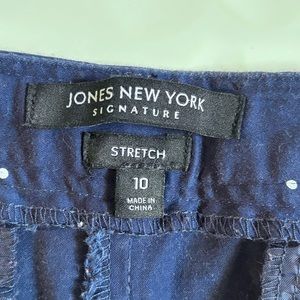 JONES NEW YORK
SIGNATURE
STRETCH
10
MADE IN
CHINA